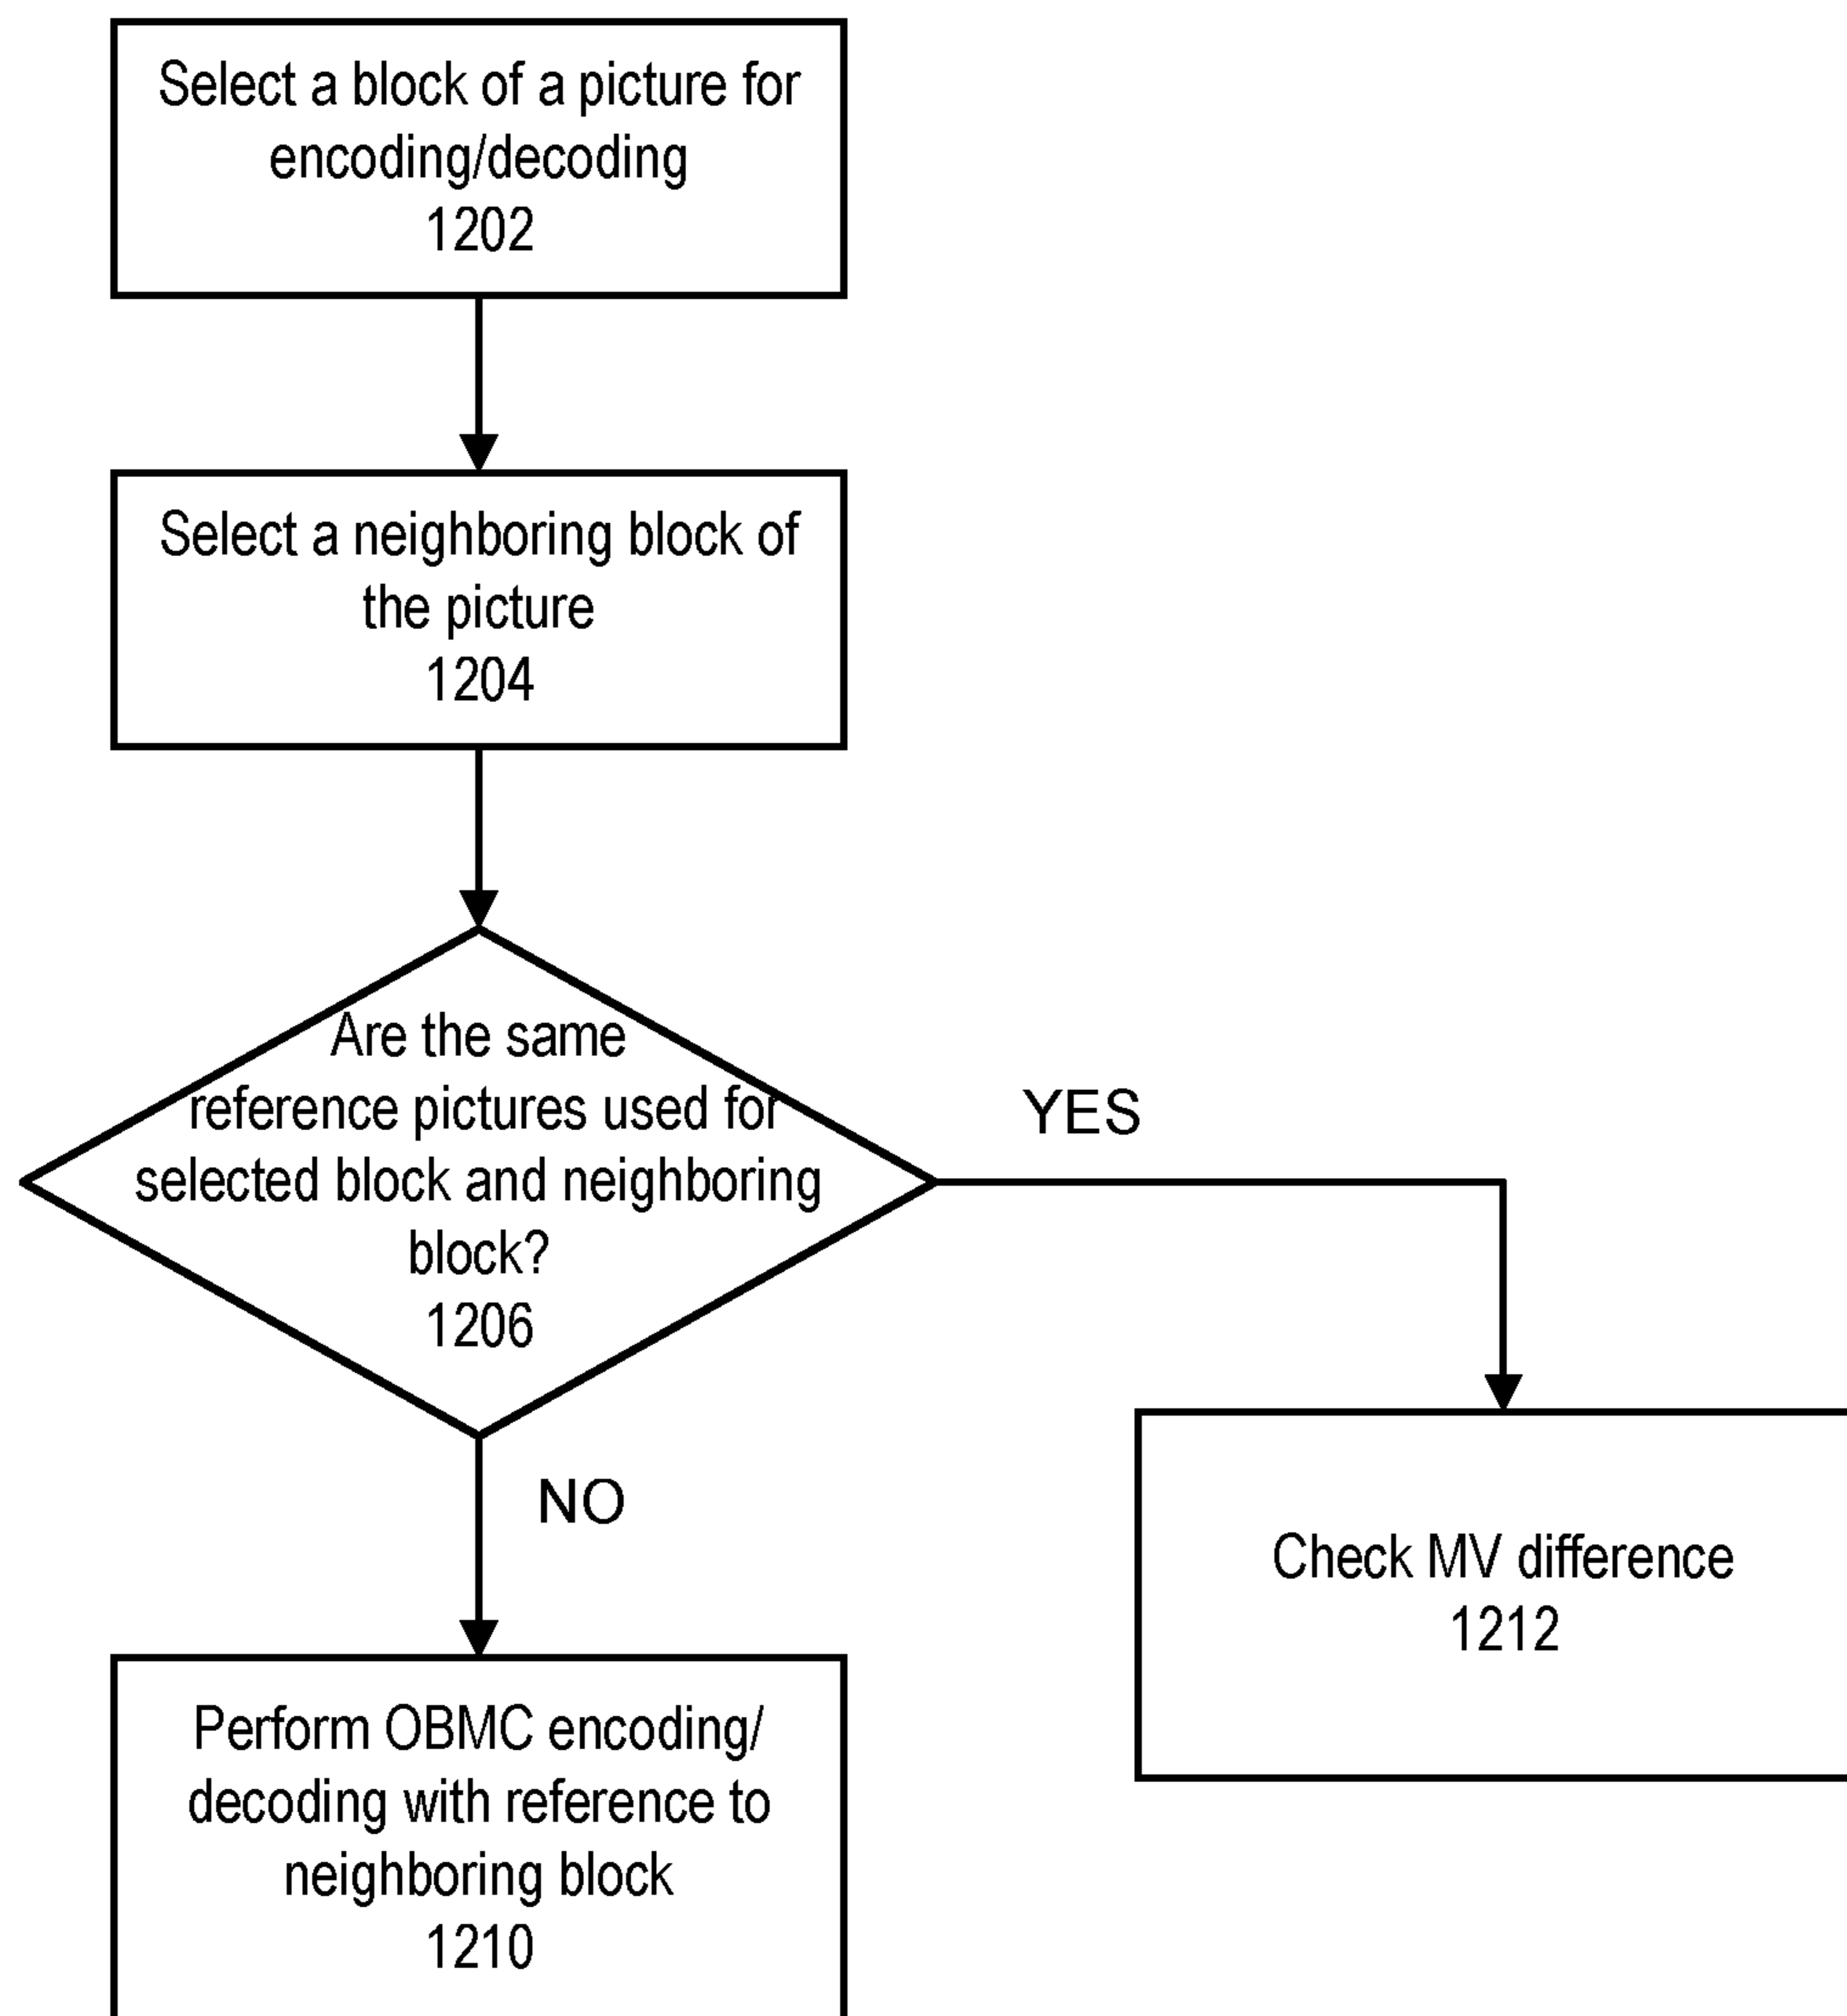 Select a block of a picture for
encoding/decoding
1202
Select a neighboring block of
the picture
1204
Are the same
reference pictures used for
selected block and neighboring
block?
1206
YES
NO
Check MV difference
1212
Perform OBMC encoding/
decoding with reference to
neighboring block
1210